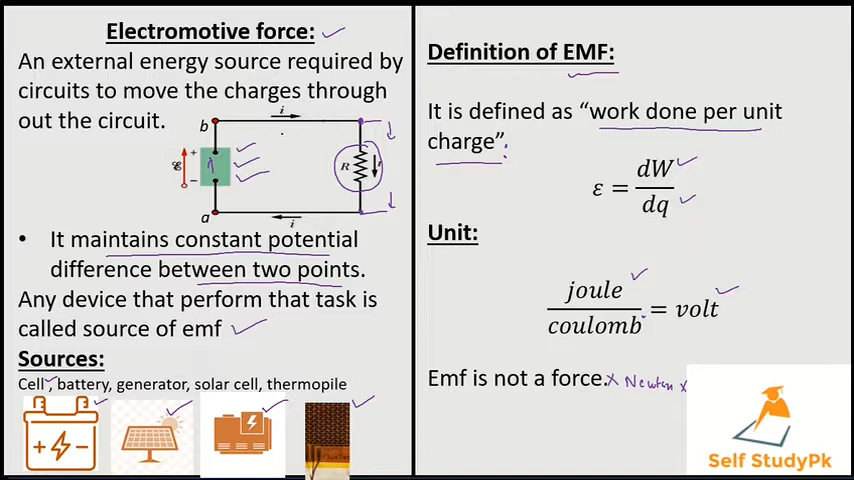 Electromotive force:
An external energy source required by
circuits to move the charges through
out the circuit.
b
i
+
ℰ
−
R
i
a
i
• It maintains constant potential
difference between two points.
Any device that perform that task is
called source of emf
Sources:
Cell, battery, generator, solar cell, thermopile
Definition of EMF:
It is defined as “work done per unit
charge”:
ε = dW/dq
Unit:
joule/coulomb = volt
Emf is not a force. x Newton x
Self StudyPk